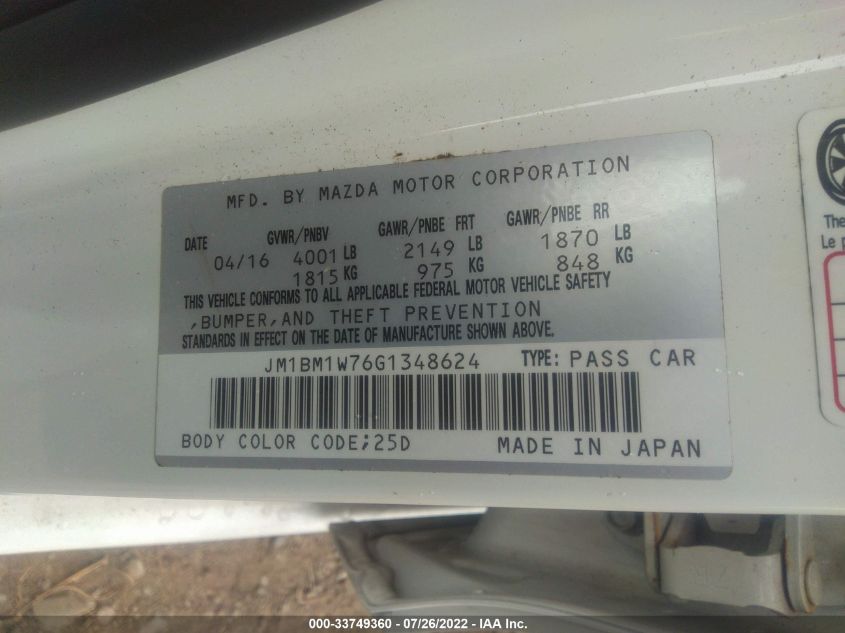 MFD. BY MAZDA MOTOR CORPORATION
DATE GVWR/PNBV GAWR/PNBE FRT GAWR/PNBE RR
04/16 4001 LB 2149 LB 1870 LB
1815 KG 975 KG 848 KG
THIS VEHICLE CONFORMS TO ALL APPLICABLE FEDERAL MOTOR VEHICLE SAFETY
,BUMPER,AND THEFT PREVENTION
STANDARDS IN EFFECT ON THE DATE OF MANUFACTURE SHOWN ABOVE.
JM1BM1W76G1348624 TYPE: PASS CAR
BODY COLOR CODE;25D MADE IN JAPAN
The
Le p
000-33749360 - 07/26/2022 - IAA Inc.